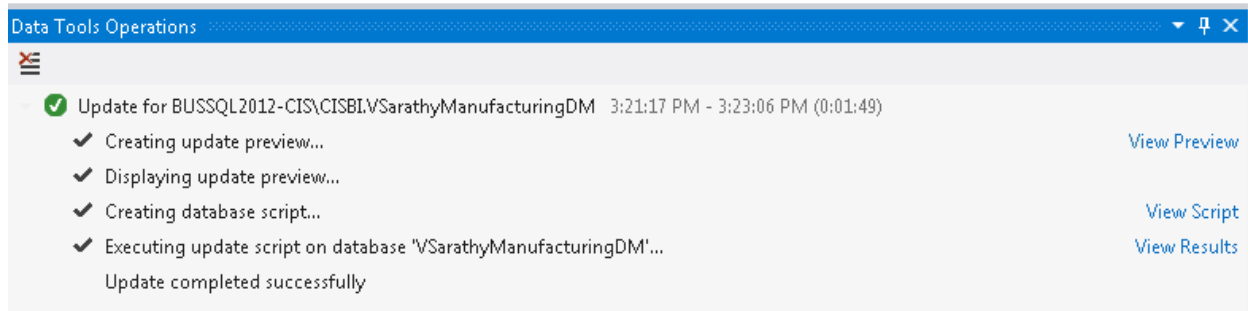 Data Tools Operations
Update for BUSSQL2012-CIS\CISBI.VSarathyManufacturingDM 3:21:17 PM - 3:23:06 PM (0:01:49)
Creating update preview... View Preview
Displaying update preview...
Creating database script... View Script
Executing update script on database 'VSarathyManufacturingDM'... View Results
Update completed successfully